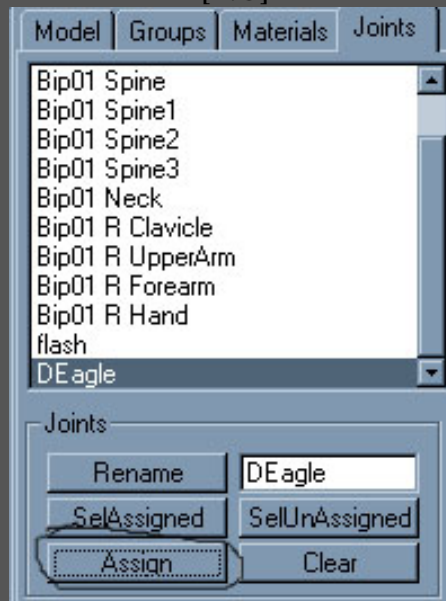 Model Groups Materials Joints
Bip01 Spine
Bip01 Spine1
Bip01 Spine2
Bip01 Spine3
Bip01 Neck
Bip01 R Clavicle
Bip01 R UpperArm
Bip01 R Forearm
Bip01 R Hand
flash
DEagle
Joints
Rename DEagle
SelAssigned SelUnAssigned
Assign Clear